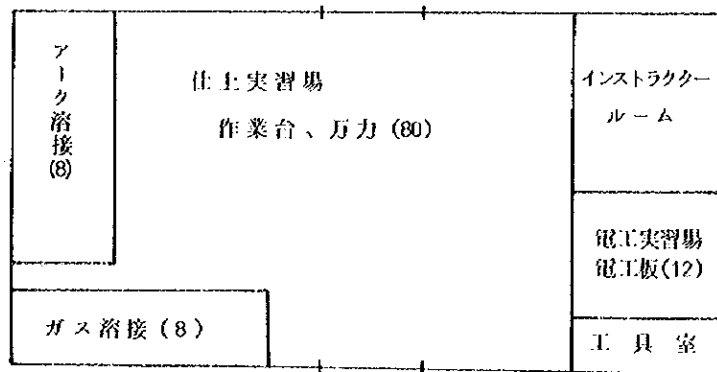 アーク溶接(8)
仕上実習場
作業台、万力(80)
インストラクター
ルーム
電工実習場
電工板(12)
ガス溶接(8)
工具室